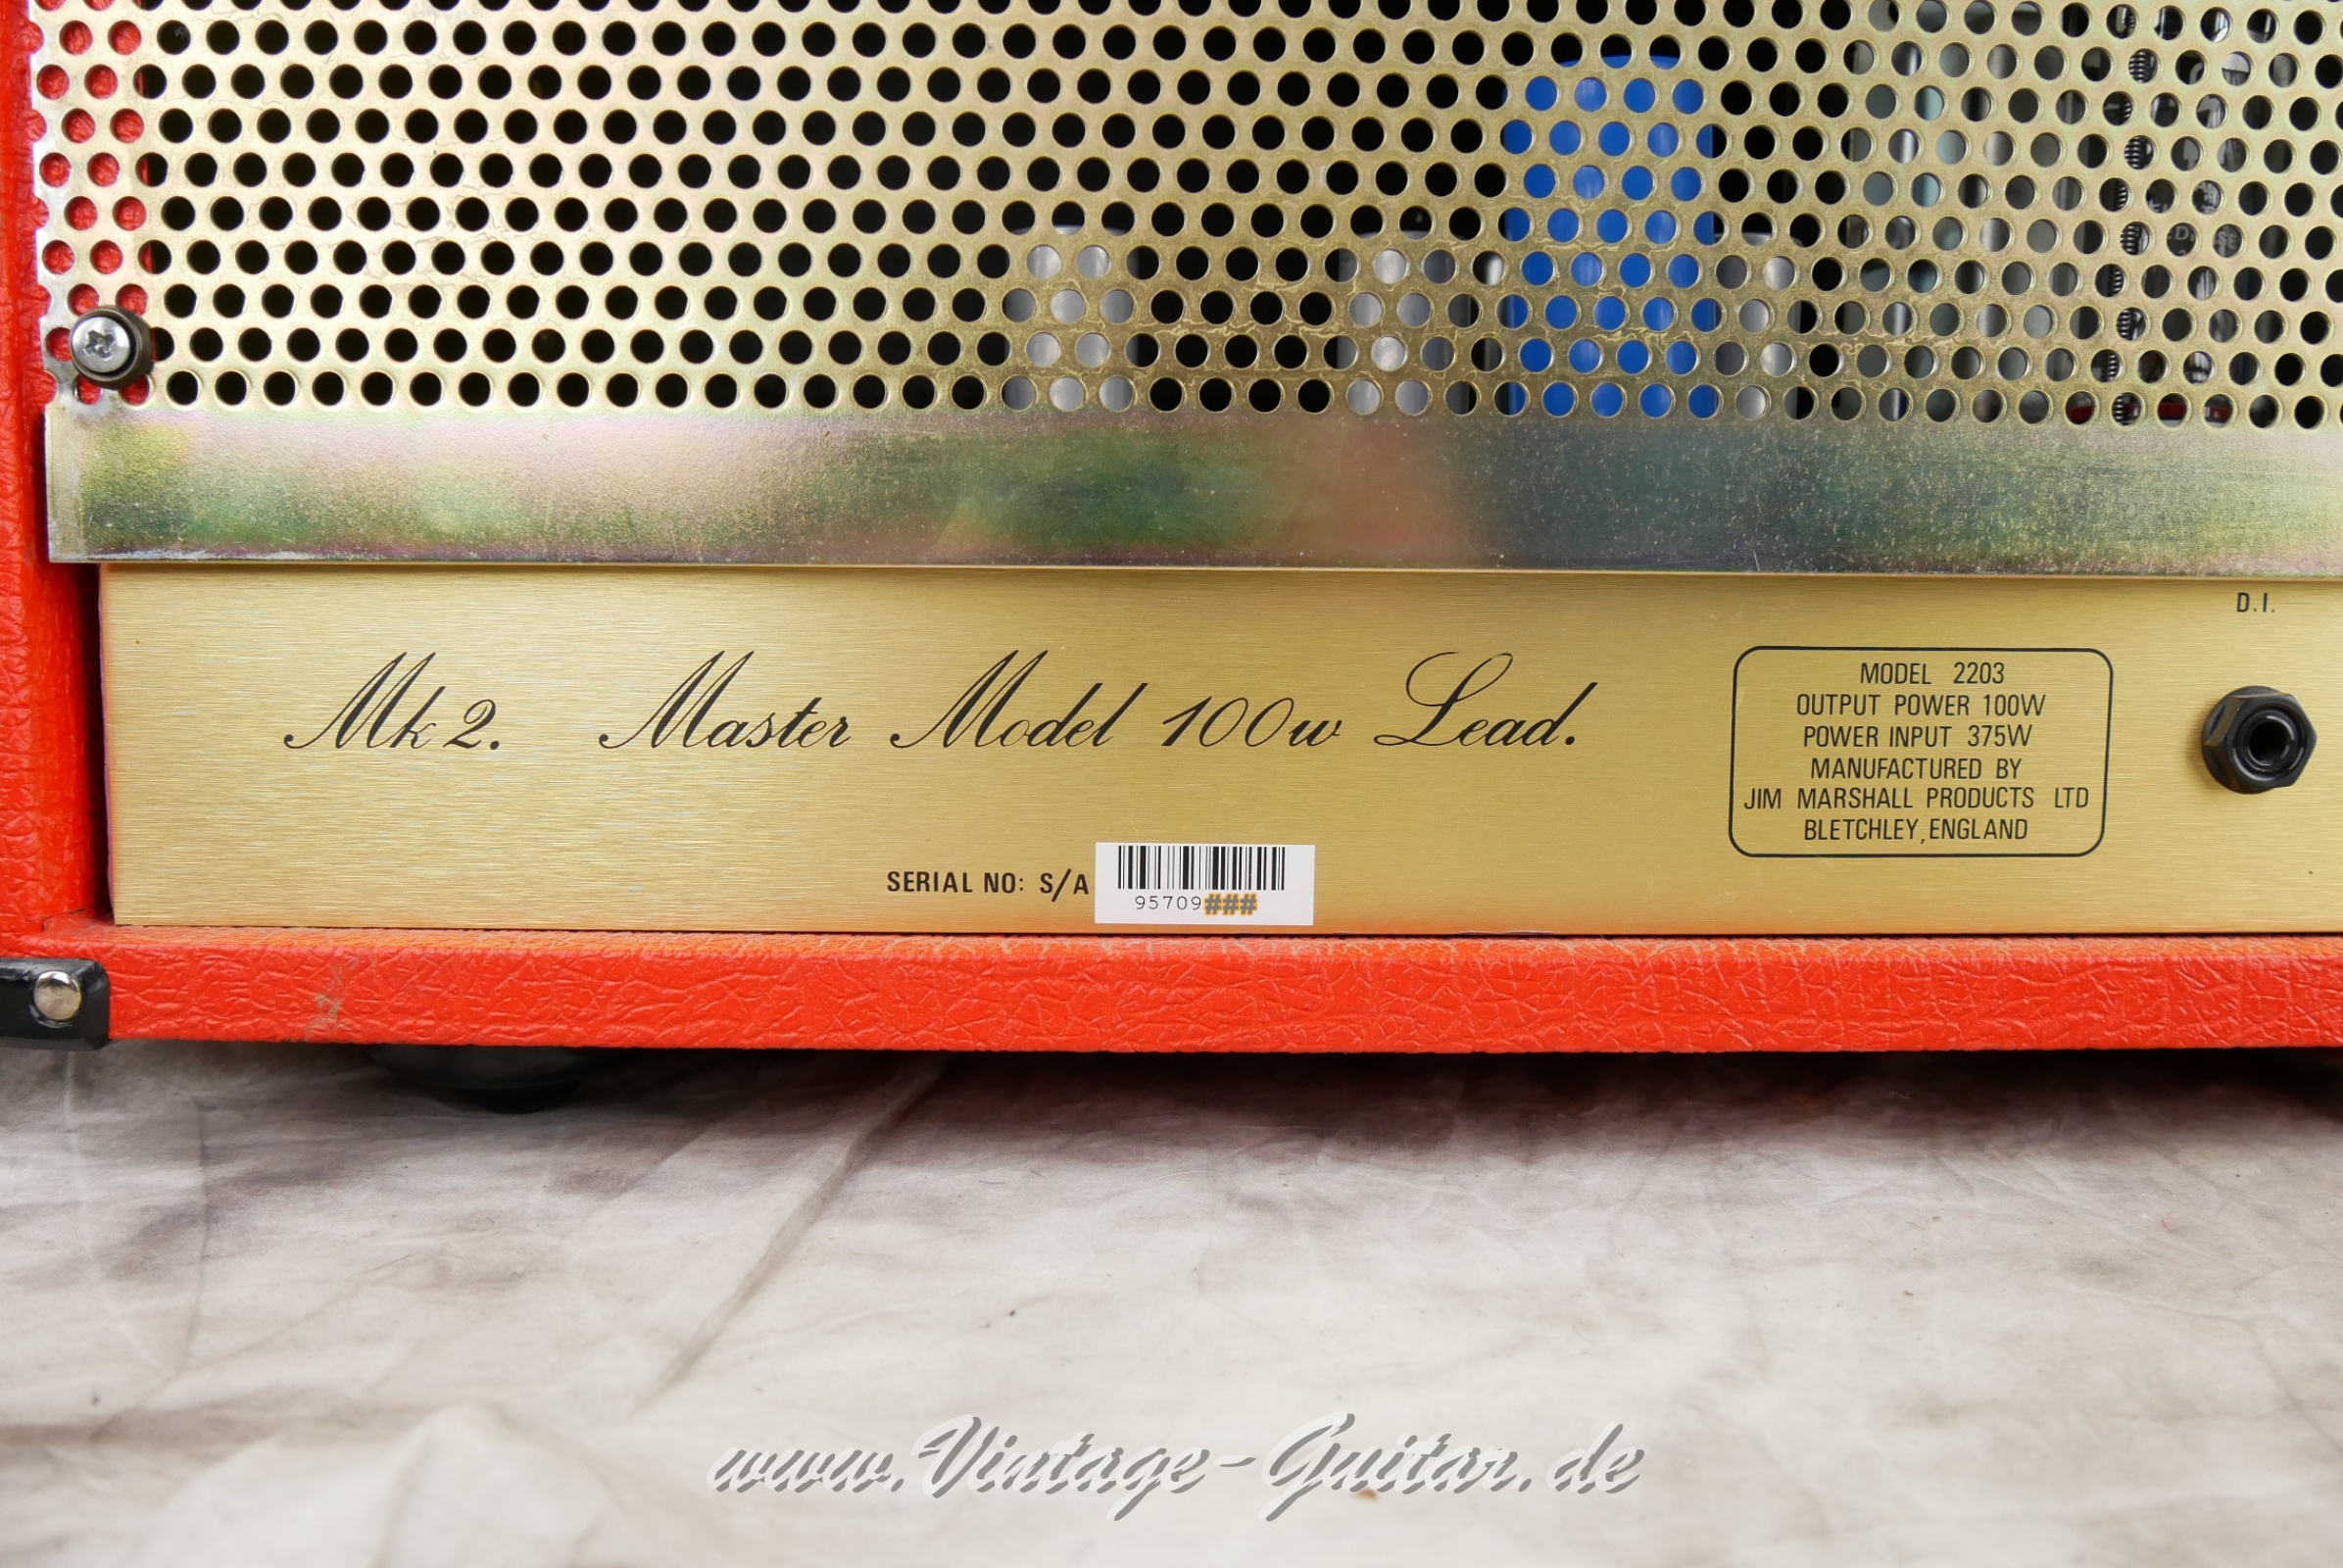 D.I.
Mk 2. Master Model 100w Lead.
MODEL 2203
OUTPUT POWER 100W
POWER INPUT 375W
MANUFACTURED BY
JIM MARSHALL PRODUCTS LTD
BLETCHLEY, ENGLAND
SERIAL NO: S/A
95709###
www.Vintage-Guitar.de